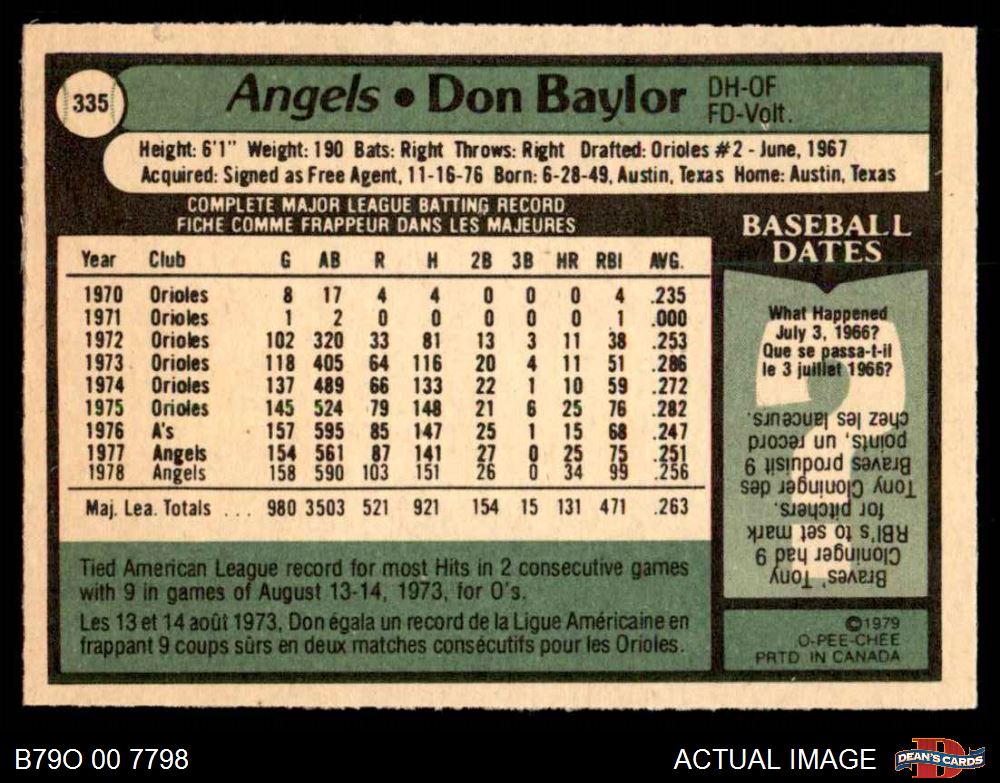 335
Angels • Don Baylor DH-OF
FD-Volt.
Height: 6'1" Weight: 190 Bats: Right Throws: Right Drafted: Orioles #2 - June, 1967
Acquired: Signed as Free Agent, 11-16-76 Born: 6-28-49, Austin, Texas Home: Austin, Texas
COMPLETE MAJOR LEAGUE BATTING RECORD
FICHE COMME FRAPPEUR DANS LES MAJEURES
Year Club G AB R H 2B 3B HR RBI AVG.
1970 Orioles 8 17 4 4 0 0 0 4 .235
1971 Orioles 1 2 0 0 0 0 0 1 .000
1972 Orioles 102 320 33 81 13 3 11 38 .253
1973 Orioles 118 405 64 116 20 4 11 51 .286
1974 Orioles 137 489 66 133 22 1 10 59 .272
1975 Orioles 145 524 79 148 21 6 25 76 .282
1976 A's 157 595 85 147 25 1 15 68 .247
1977 Angels 154 561 87 141 27 0 25 75 .251
1978 Angels 158 590 103 151 26 0 34 99 .256
Maj. Lea. Totals ... 980 3503 521 921 154 15 131 471 .263
Tied American League record for most Hits in 2 consecutive games
with 9 in games of August 13-14, 1973, for O's.
Les 13 et 14 août 1973, Don égala un record de la Ligue Américaine en
frappant 9 coups sûrs en deux matches consécutifs pour les Orioles.
BASEBALL
DATES
What Happened
July 3, 1966?
Que se passa-t-il
le 3 juillet 1966?
Braves' Tony
Cloninger had 9
RBI's to set mark
for pitchers.
Tony Cloninger des
Braves produisit 9
points, un record
chez les lanceurs.
©1979
O-PEE-CHEE
PRTD IN CANADA
B79O 00 7798
ACTUAL IMAGE
DEAN'S CARDS